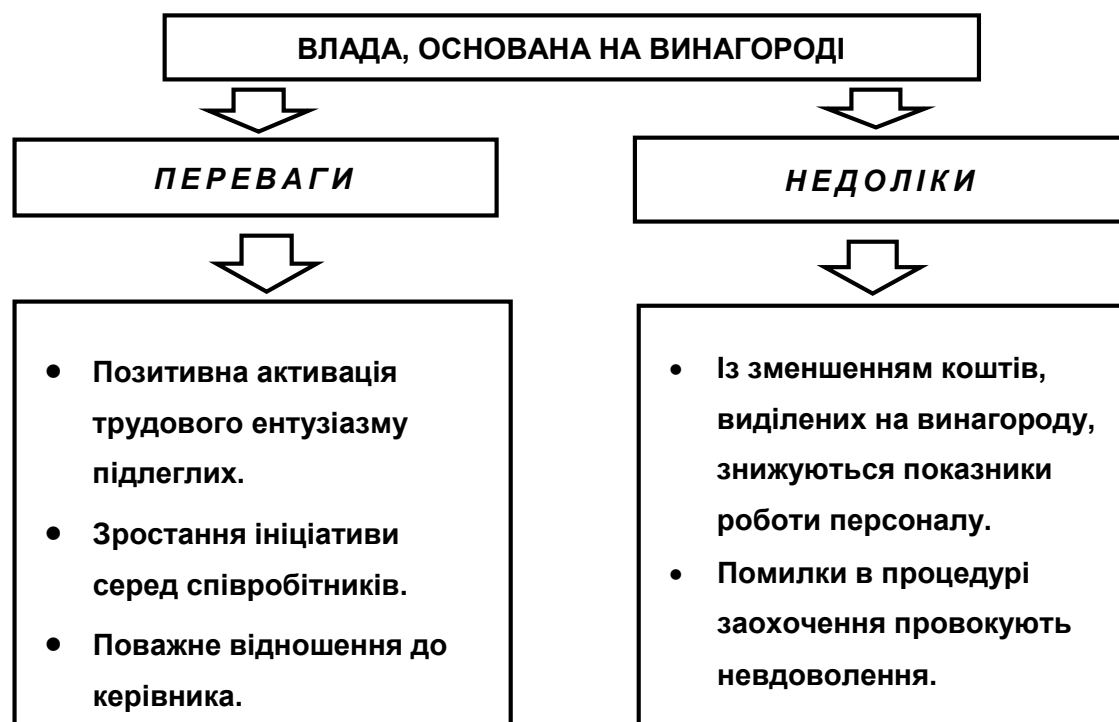 ВЛАДА, ОСНОВАНА НА ВИНАГОРОДІ
ПЕРЕВАГИ
НЕДОЛІКИ
• Позитивна активація
трудового ентузіазму
підлеглих.
• Зростання ініціативи
серед співробітників.
• Поважне відношення до
керівника.
• Із зменшенням коштів,
виділених на винагороду,
знижуються показники
роботи персоналу.
• Помилки в процедурі
заохочення провокують
невдоволення.